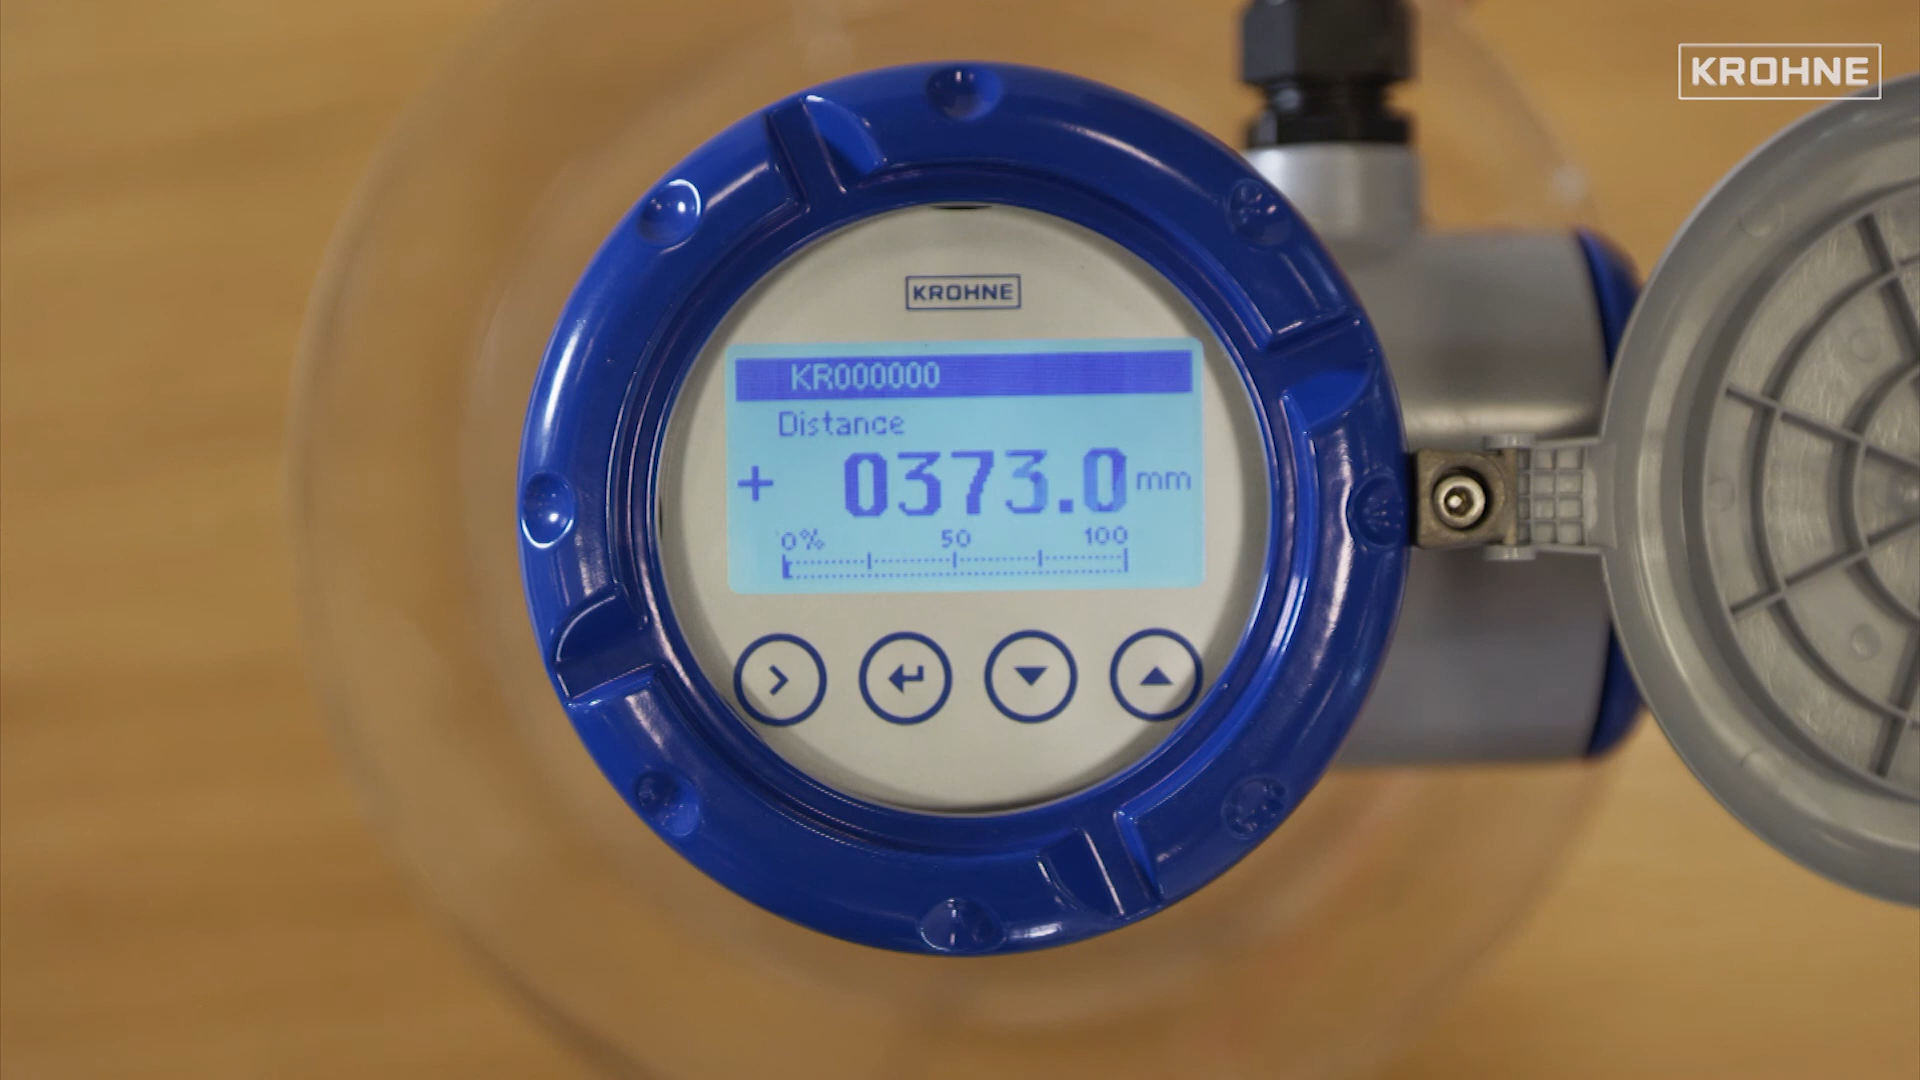 KROHNE
KROHNE
KR000000
Distance
+ 0373.0 mm
0% 50 100